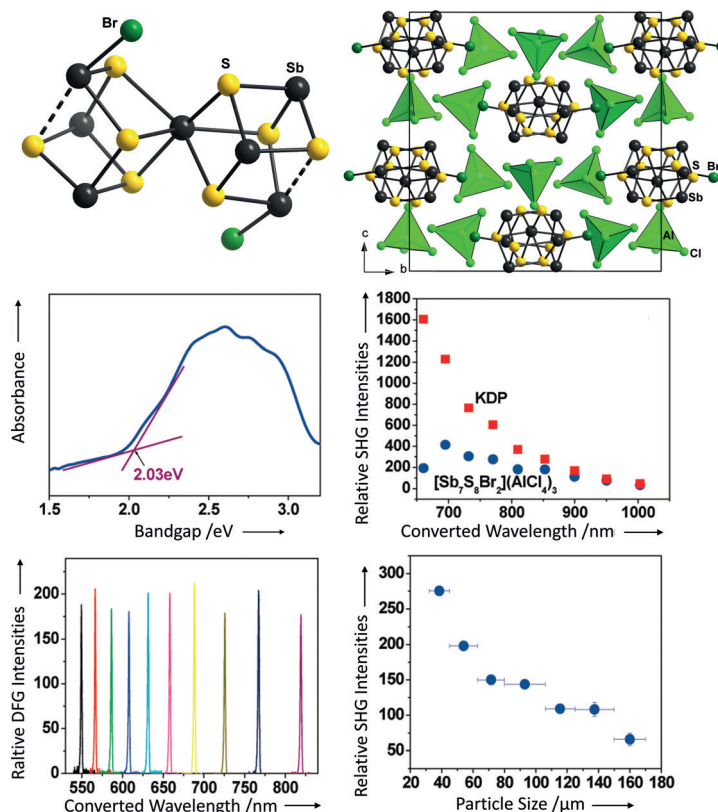 Br
S
Sb
S
Br
Sb
Al
Cl
c
b
Absorbance
2.03eV
1.5
2.0
2.5
3.0
Bandgap /eV
Relative SHG Intensities
1800
1600
1400
1200
1000
800
600
400
200
0
KDP
[Sb₇S₈Br₂](AlCl₄)₃
700
800
900
1000
Converted Wavelength /nm
Raltive DFG Intensities
200
150
100
50
0
550
600
650
700
750
800
Converted Wavelength /nm
Relative SHG Intensities
300
250
200
150
100
50
20
40
60
80
100
120
140
160
180
Particle Size /µm